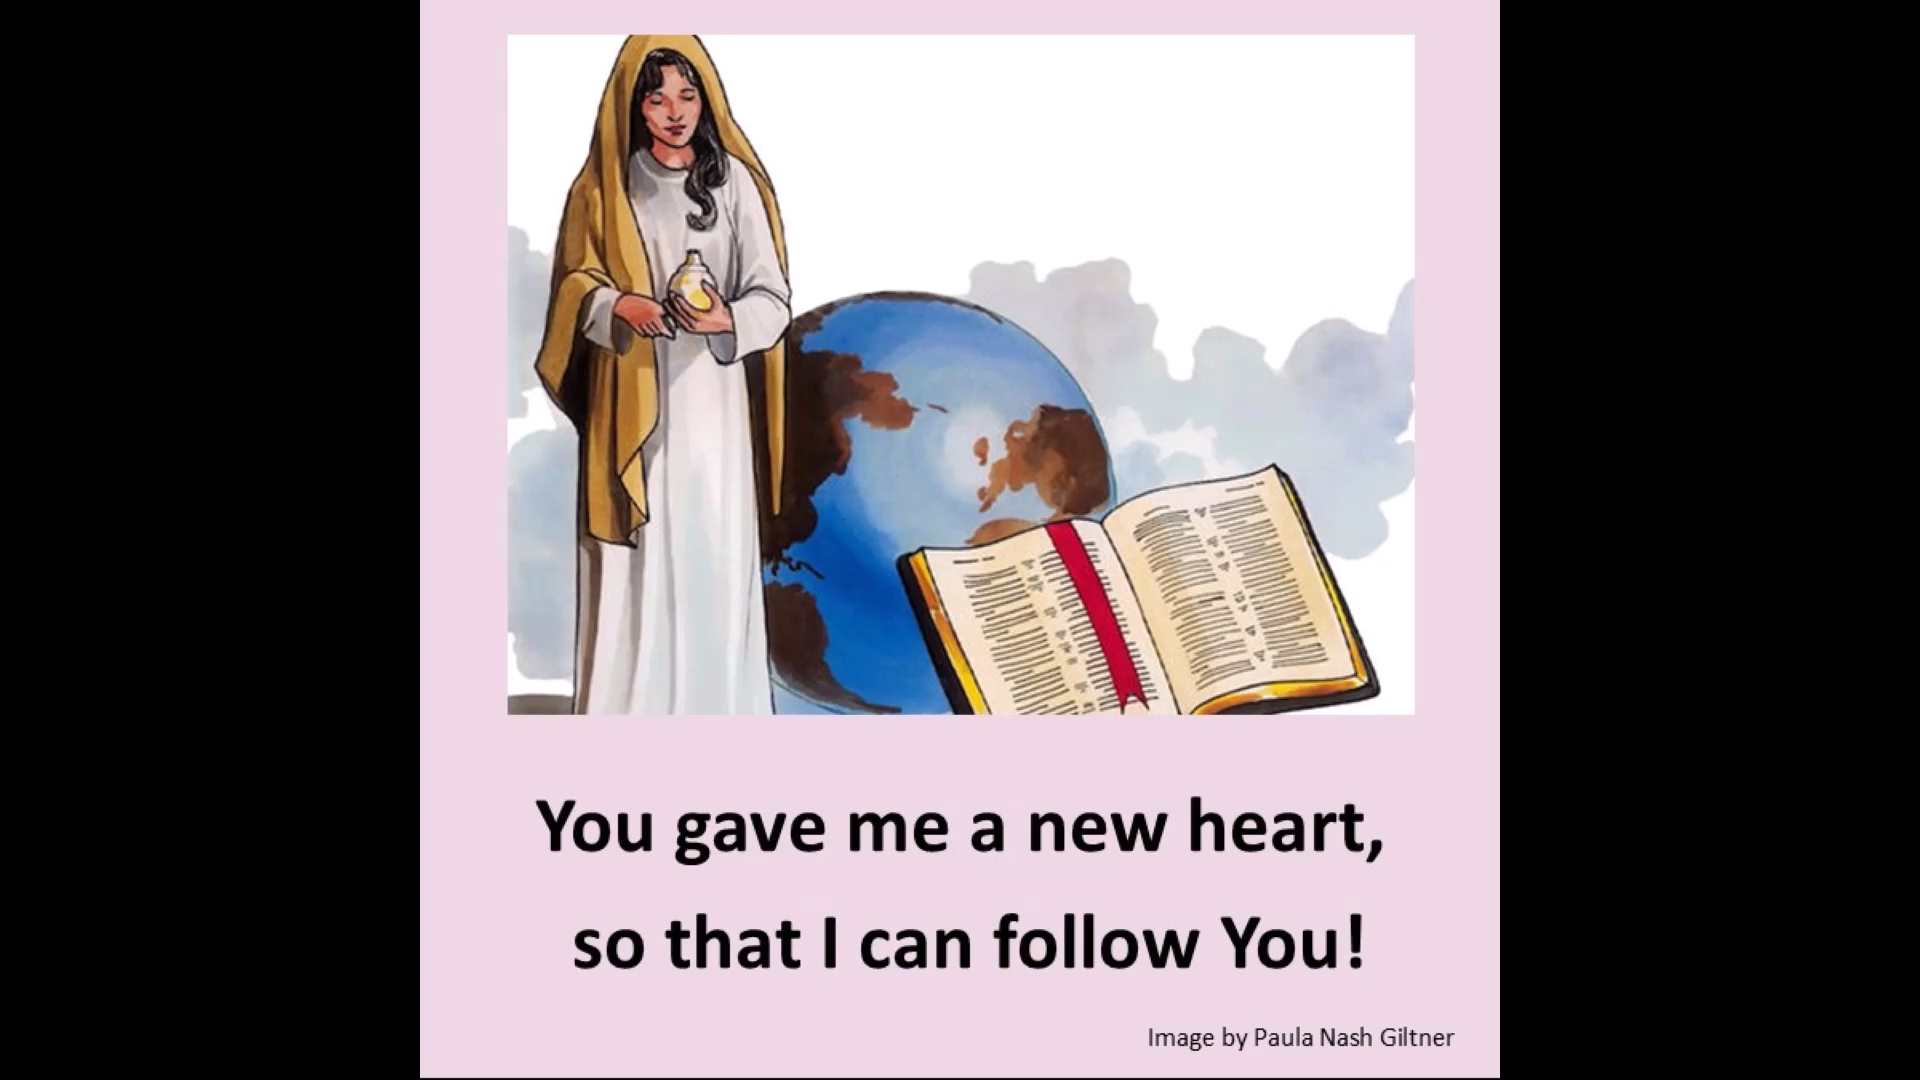 You gave me a new heart,
so that I can follow You!
Image by Paula Nash Giltner